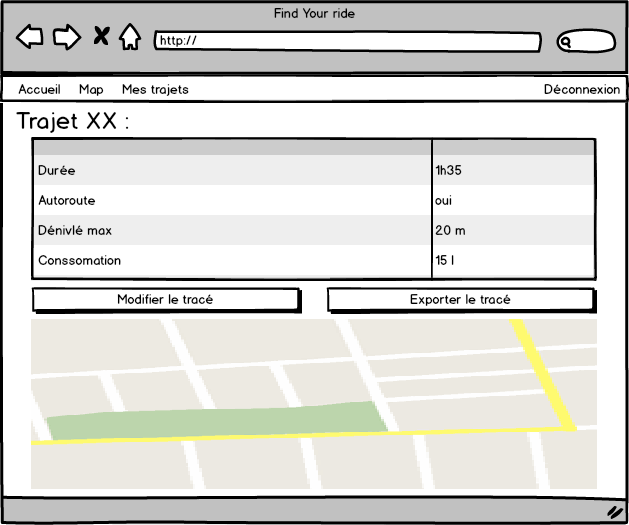 Find Your ride
http://
Accueil Map Mes trajets Déconnexion
Trajet XX :
Durée 1h35
Autoroute oui
Dénivlé max 20 m
Conssomation 15 l
Modifier le tracé Exporter le tracé